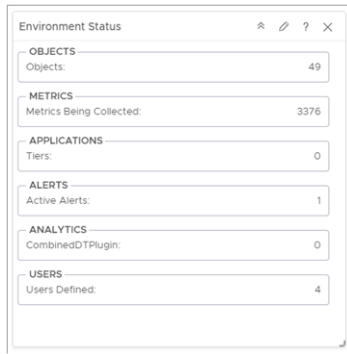 Environment Status
OBJECTS
Objects: 49
METRICS
Metrics Being Collected: 3376
APPLICATIONS
Tiers: 0
ALERTS
Active Alerts: 1
ANALYTICS
CombinedDTPlugin: 0
USERS
Users Defined: 4